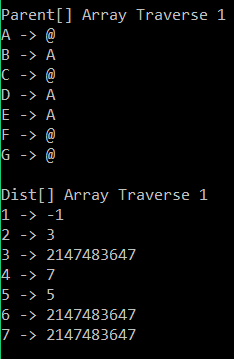 Parent[] Array Traverse 1
A -> @
B -> A
C -> @
D -> A
E -> A
F -> @
G -> @
Dist[] Array Traverse 1
1 -> -1
2 -> 3
3 -> 2147483647
4 -> 7
5 -> 5
6 -> 2147483647
7 -> 2147483647